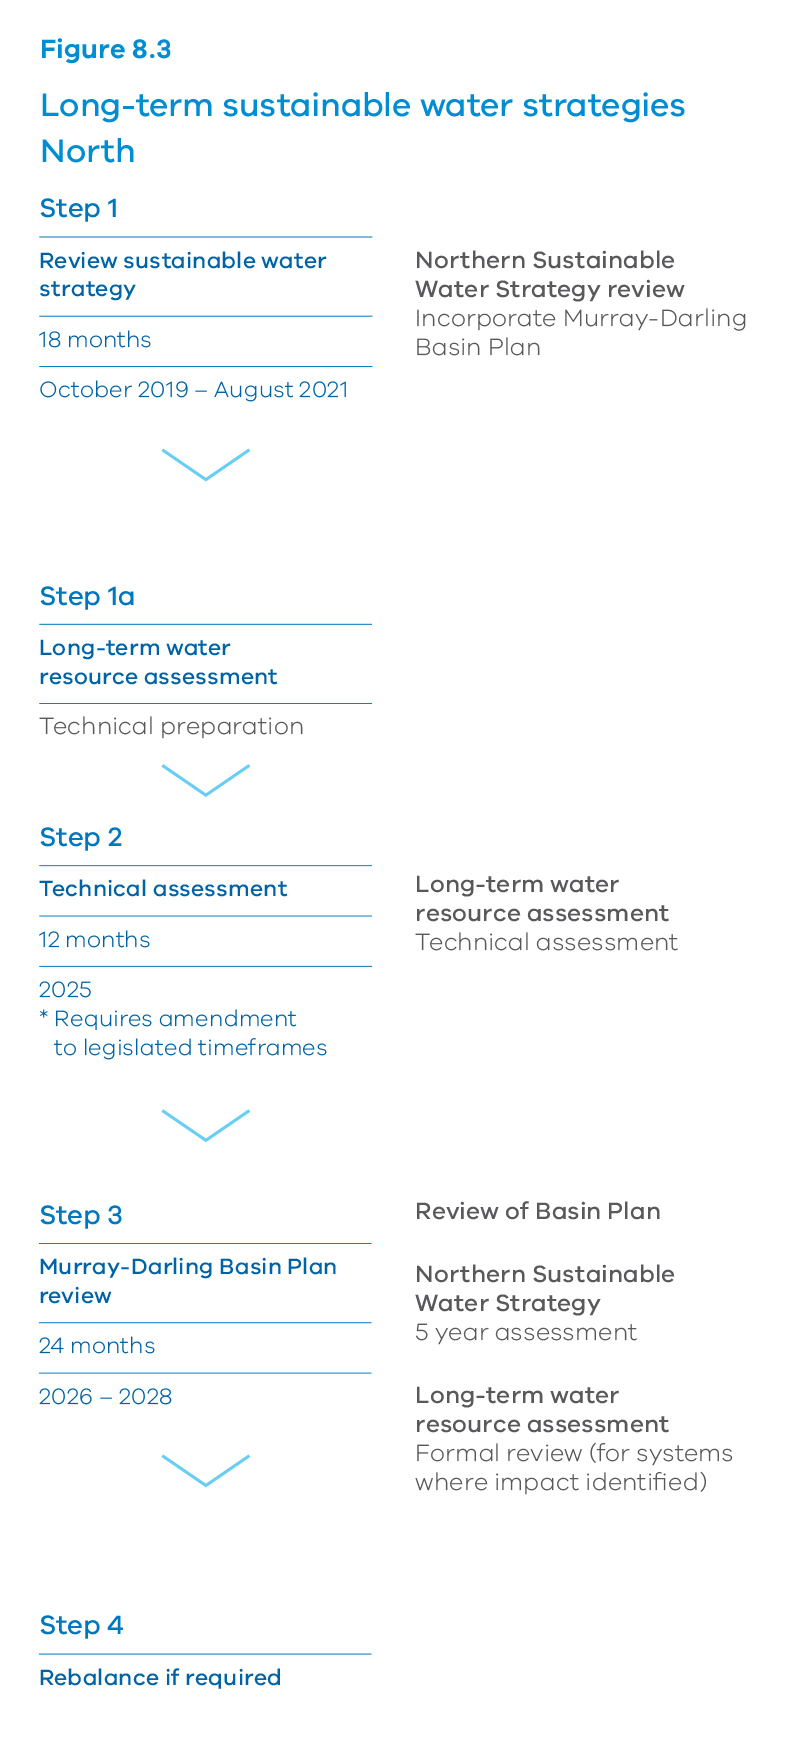 Figure 8.3
Long-term sustainable water strategies
North
Step 1
Review sustainable water
strategy
18 months
October 2019 – August 2021
Northern Sustainable
Water Strategy review
Incorporate Murray-Darling
Basin Plan
Step 1a
Long-term water
resource assessment
Technical preparation
Step 2
Technical assessment
12 months
2025
* Requires amendment
to legislated timeframes
Long-term water
resource assessment
Technical assessment
Step 3
Murray-Darling Basin Plan
review
24 months
2026 – 2028
Review of Basin Plan
Northern Sustainable
Water Strategy
5 year assessment
Long-term water
resource assessment
Formal review (for systems
where impact identified)
Step 4
Rebalance if required